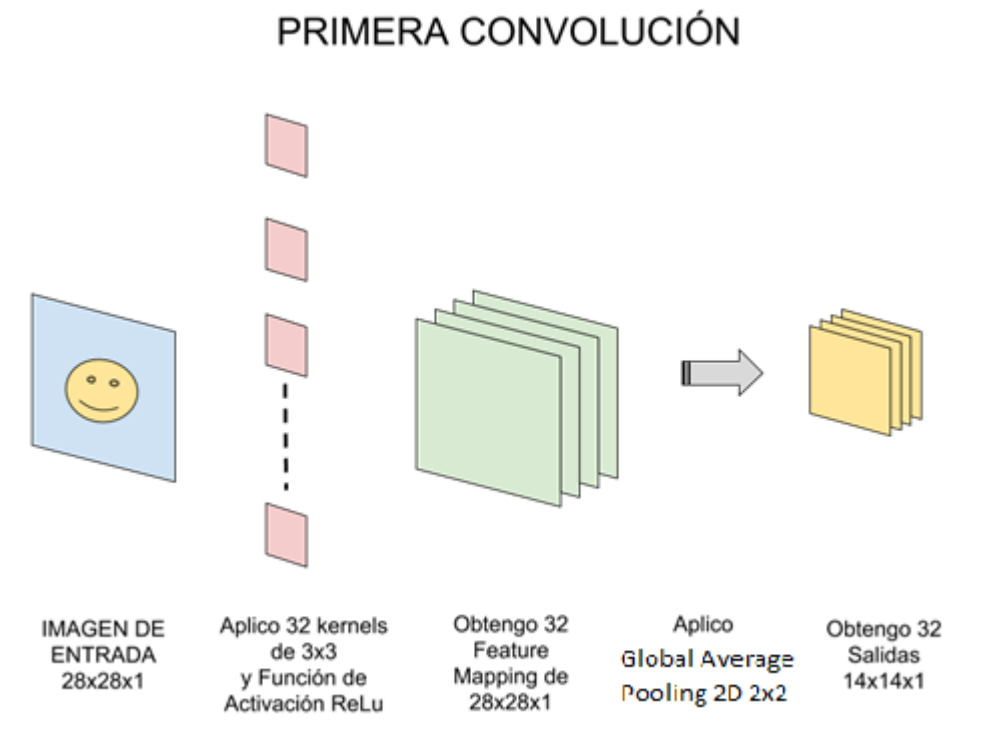 PRIMERA CONVOLUCIÓN
IMAGEN DE
ENTRADA
28x28x1
Aplico 32 kernels
de 3x3
y Función de
Activación ReLu
Obtengo 32
Feature
Mapping de
28x28x1
Aplico
Global Average
Pooling 2D 2x2
Obtengo 32
Salidas
14x14x1